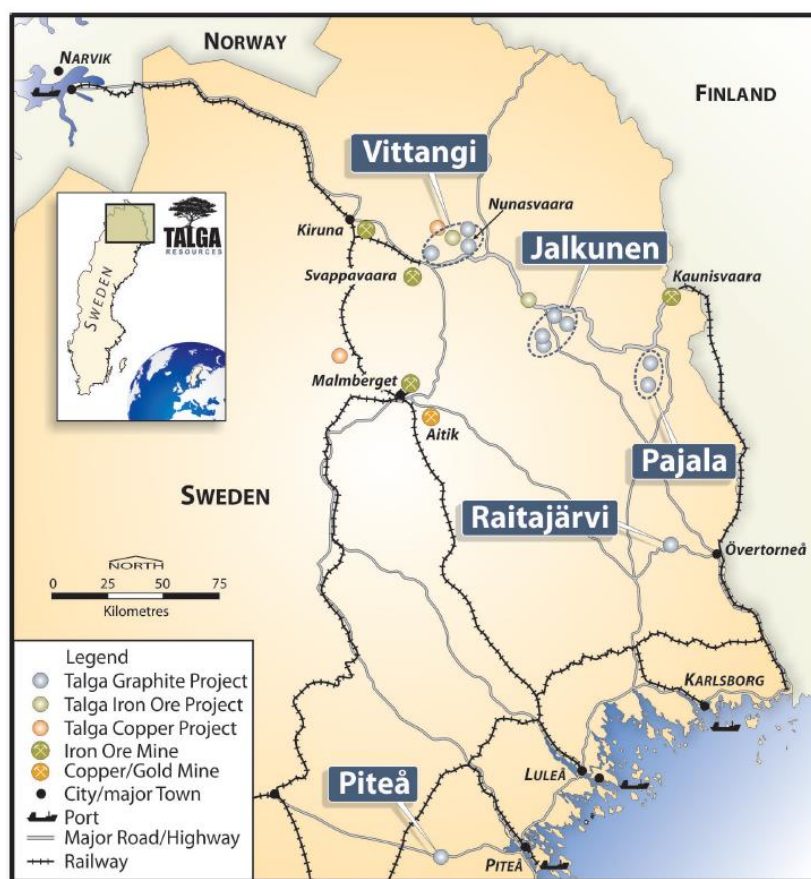 NORWAY
NARVIK
FINLAND
Vittangi
Nunasvaara
Kiruna
TALGA
RESOURCES
SWEDEN
Svappavaara
Jalkunen
Kaunisvaara
Malmberget
Aitik
Pajala
SWEDEN
Raitajärvi
Övertorneå
NORTH
0 25 50 75
Kilometres
Legend
Talga Graphite Project
Talga Iron Ore Project
Talga Copper Project
Iron Ore Mine
Copper/Gold Mine
City/major Town
Port
Major Road/Highway
Railway
KARLSBORG
LULEÅ
Piteå
PITEÅ